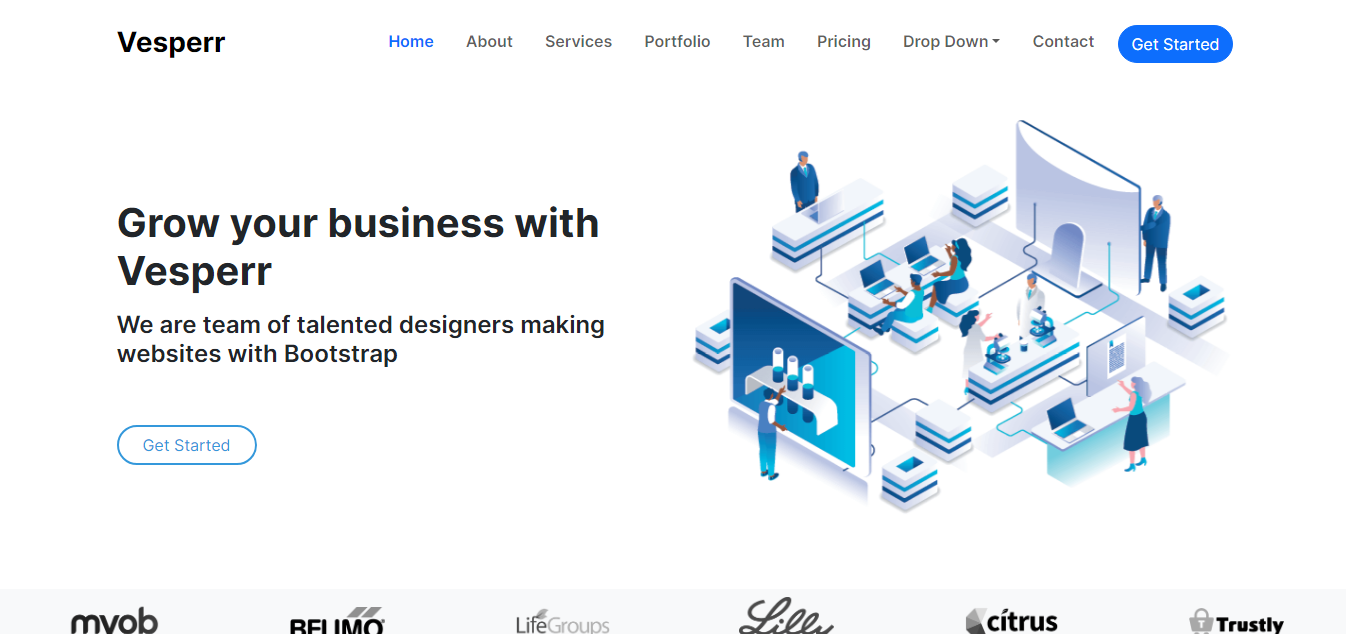 Vesperr
Home About Services Portfolio Team Pricing Drop Down Contact Get Started
Grow your business with
Vesperr
We are team of talented designers making
websites with Bootstrap
Get Started
myob BELIMO LifeGroups Lilly citrus Trustly